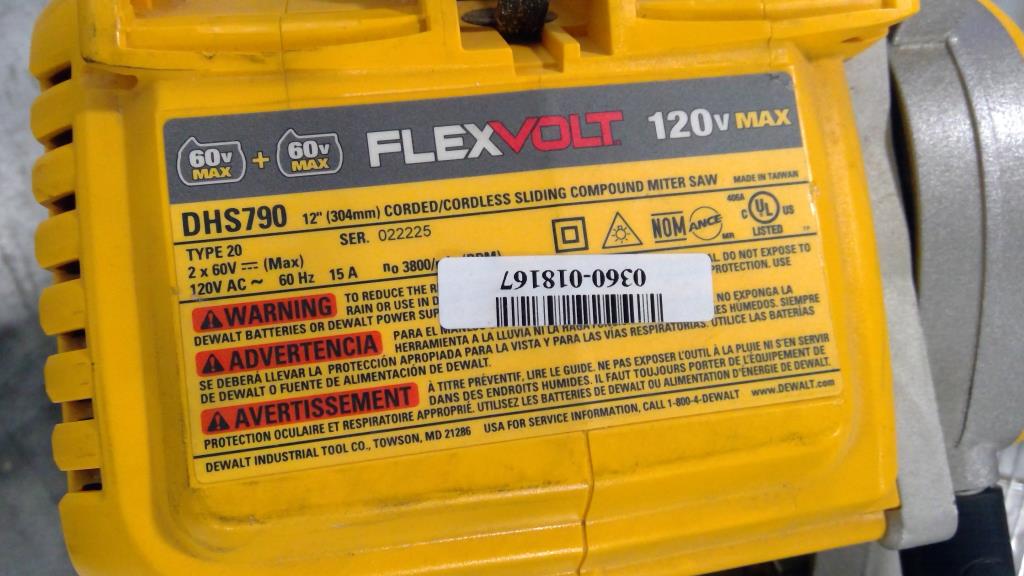 60v MAX + 60v MAX FLEXVOLT 120v MAX
DHS790 12" (304mm) CORDED/CORDLESS SLIDING COMPOUND MITER SAW MADE IN TAIWAN
TYPE 20 SER. 022225
2 x 60V (Max)
120V AC ~ 60 Hz 15 A n₀ 3800/
NOM ANCE MR
406A
C UL US
LISTED
0360-018167
WARNING TO REDUCE THE
RAIN OR USE IN
DO NOT EXPOSE TO
PROTECTION. USE
DEWALT BATTERIES OR DEWALT POWER
ADVERTENCIA PARA EL NO EXPONGA LA
HERRAMIENTA A LA LLUVIA NI LA HÚMEDOS. SIEMPRE
SE DEBERÁ LLEVAR LA PROTECCIÓN APROPIADA PARA LA VISTA Y PARA LAS VÍAS RESPIRATORIAS. UTILICE LAS BATERÍAS
DE DEWALT O FUENTE DE ALIMENTACIÓN DE DEWALT.
AVERTISSEMENT À TITRE PRÉVENTIF, LIRE LE GUIDE. NE PAS EXPOSER L'OUTIL À LA PLUIE NI S'EN SERVIR
DANS DES ENDROITS HUMIDES. IL FAUT TOUJOURS PORTER DE L'ÉQUIPEMENT DE
PROTECTION OCULAIRE ET RESPIRATOIRE APPROPRIÉ. UTILISEZ LES BATTERIES DE DEWALT OU ALIMENTATION D'ÉNERGIE DE DEWALT.
DEWALT INDUSTRIAL TOOL CO., TOWSON, MD 21286 USA FOR SERVICE INFORMATION, CALL 1-800-4-DEWALT www.DEWALT.com